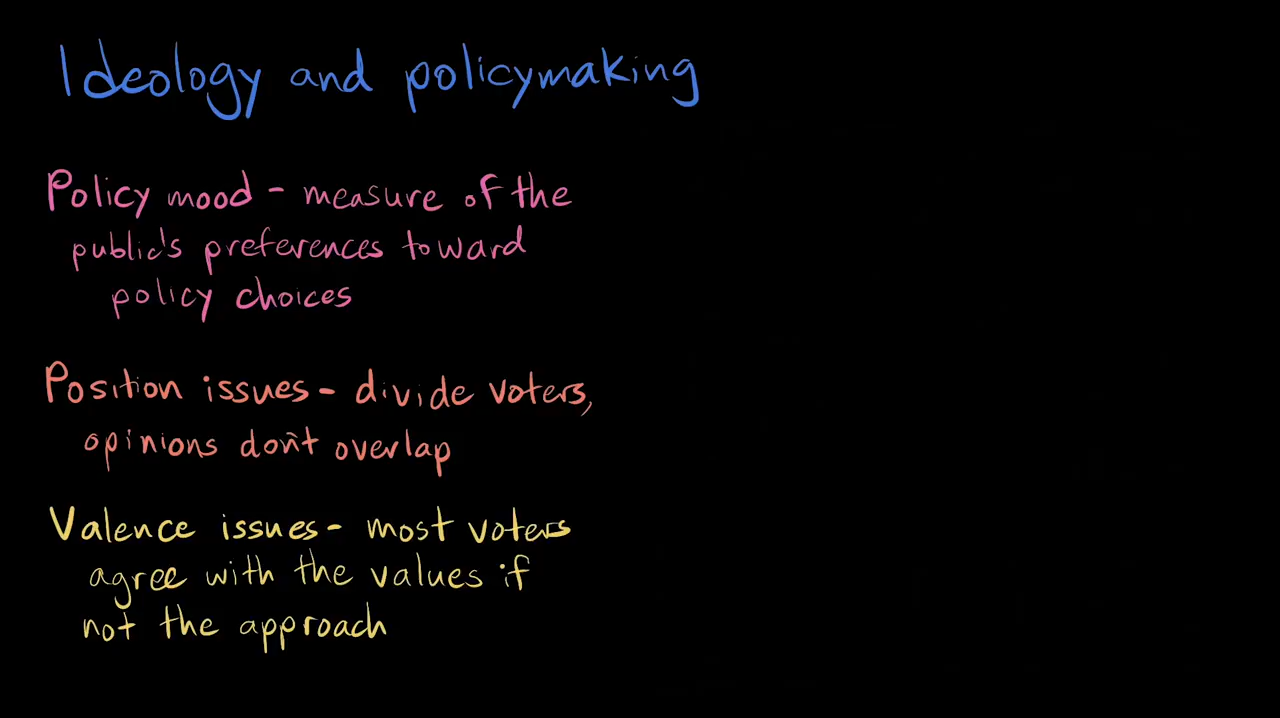 Ideology and policymaking
Policy mood - measure of the
public's preferences toward
policy choices
Position issues - divide voters,
opinions don't overlap
Valence issues - most voters
agree with the values if
not the approach